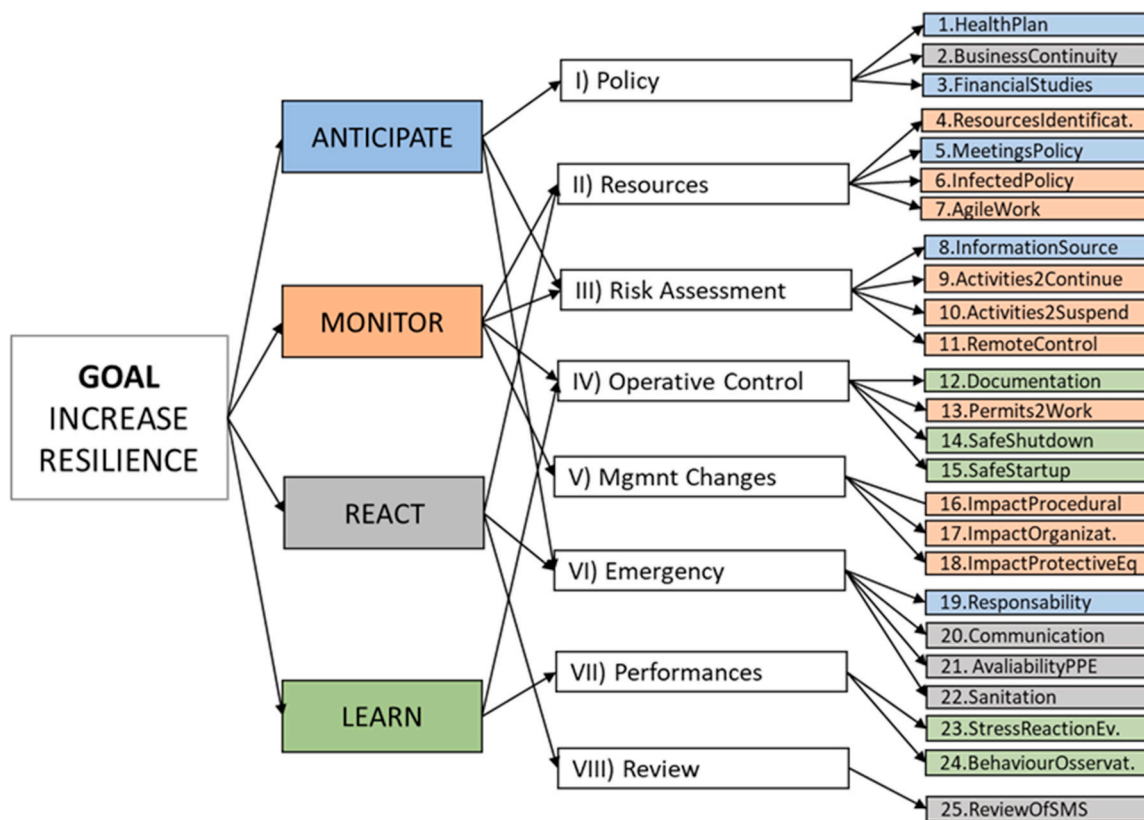 GOAL
INCREASE
RESILIENCE
ANTICIPATE
MONITOR
REACT
LEARN
I) Policy
II) Resources
III) Risk Assessment
IV) Operative Control
V) Mgmnt Changes
VI) Emergency
VII) Performances
VIII) Review
1.HealthPlan
2.BusinessContinuity
3.FinancialStudies
4.ResourcesIdentificat.
5.MeetingsPolicy
6.InfectedPolicy
7.AgileWork
8.InformationSource
9.Activities2Continue
10.Activities2Suspend
11.RemoteControl
12.Documentation
13.Permits2Work
14.SafeShutdown
15.SafeStartup
16.ImpactProcedural
17.ImpactOrganizat.
18.ImpactProtectiveEq
19.Responsability
20.Communication
21. AvaliabilityPPE
22.Sanitation
23.StressReactionEv.
24.BehaviourOsservat.
25.ReviewOfSMS